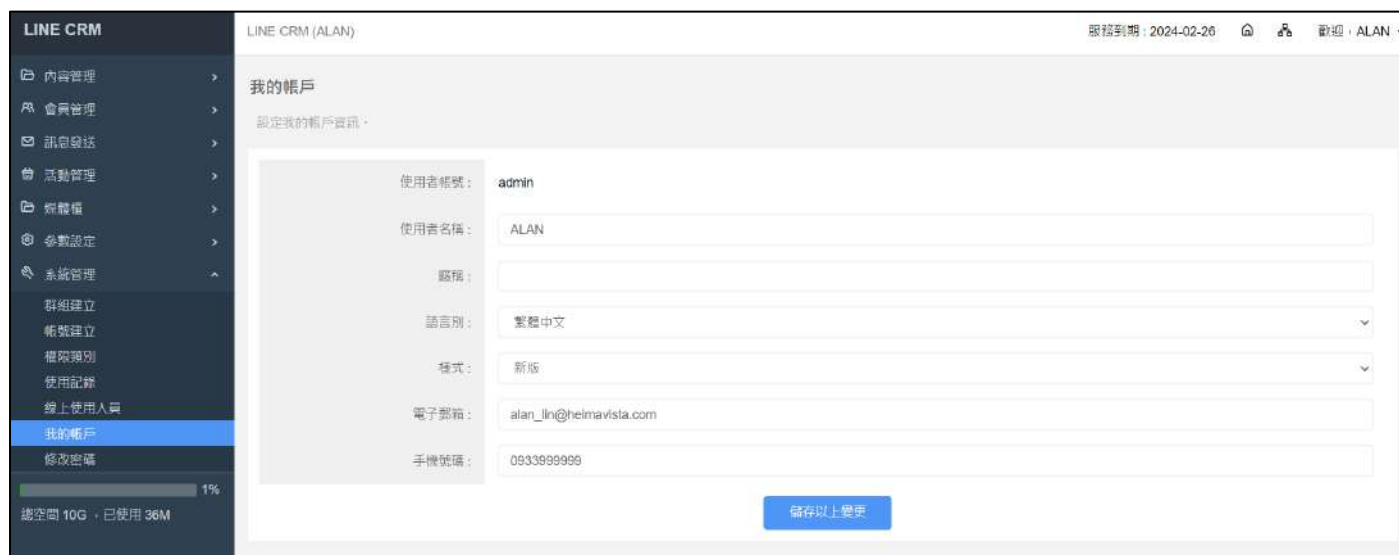 LINE CRM
LINE CRM (ALAN)
服務到期 : 2024-02-26
歡迎，ALAN
內容管理
會員管理
訊息發送
活動管理
媒體櫃
參數設定
系統管理
群組建立
帳號建立
權限類別
使用記錄
線上使用人員
我的帳戶
修改密碼
1%
總空間 10G ，已使用 36M
我的帳戶
設定我的帳戶資訊。
使用者帳號 : admin
使用者名稱 : ALAN
暱稱 :
語言別 : 繁體中文
樣式 : 新版
電子郵箱 : alan_lin@heimavista.com
手機號碼 : 0933999999
儲存以上變更